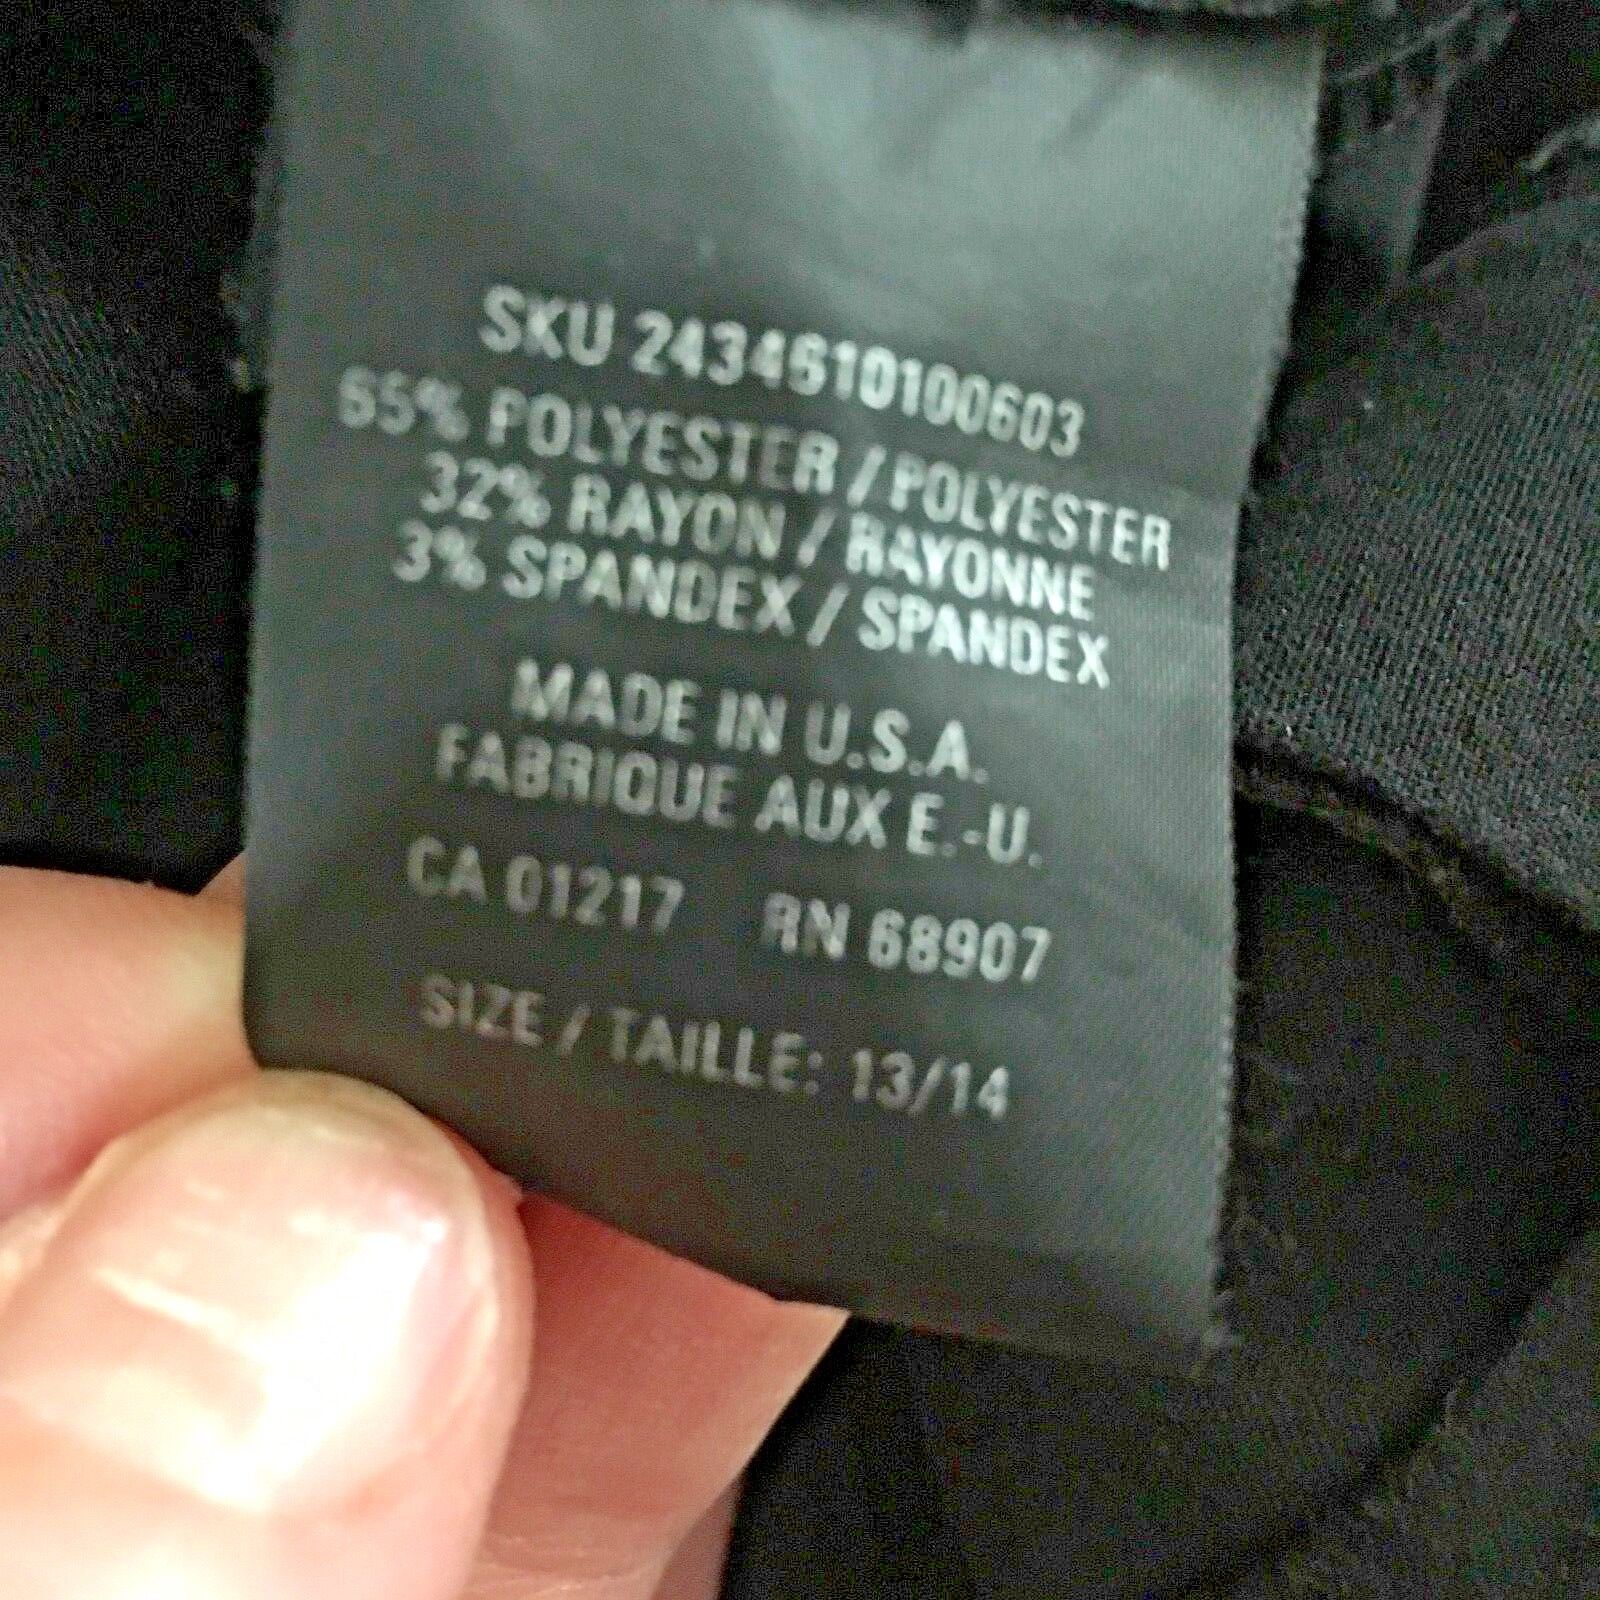 SKU 2434610100603
65% POLYESTER / POLYESTER
32% RAYON / RAYONNE
3% SPANDEX / SPANDEX
MADE IN U.S.A.
FABRIQUE AUX E.-U.
CA 01217 RN 68907
SIZE / TAILLE: 13/14